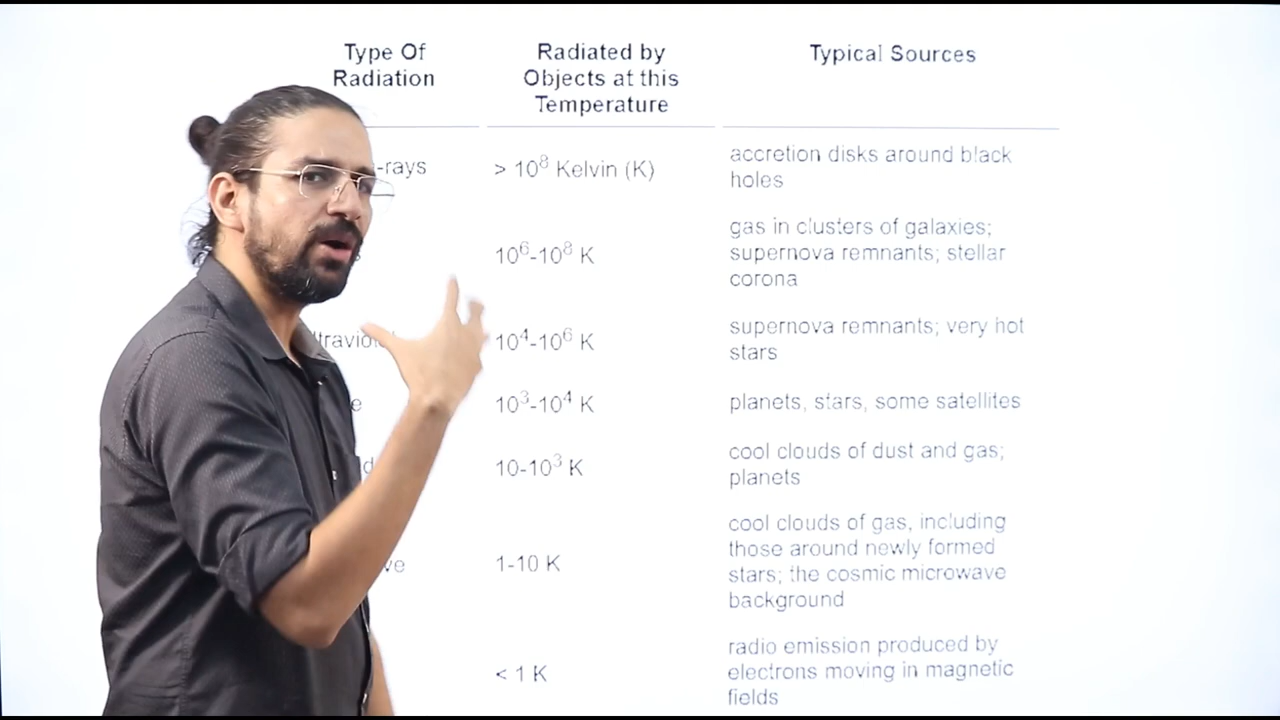 Type Of
Radiation
Radiated by
Objects at this
Temperature
Typical Sources
-rays
> 10⁸ Kelvin (K)
accretion disks around black
holes
10⁶-10⁸ K
gas in clusters of galaxies;
supernova remnants; stellar
corona
ltraviol
10⁴-10⁶ K
supernova remnants; very hot
stars
e
10³-10⁴ K
planets, stars, some satellites
10-10³ K
cool clouds of dust and gas;
planets
ve
1-10 K
cool clouds of gas, including
those around newly formed
stars; the cosmic microwave
background
< 1 K
radio emission produced by
electrons moving in magnetic
fields